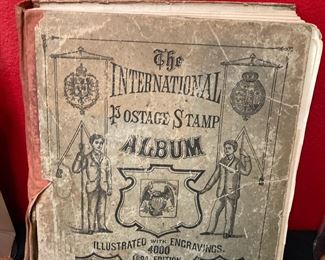 The
INTERNATIONAL
POSTAGE STAMP
ALBUM
ILLUSTRATED WITH ENGRAVINGS.
4000
EDITION